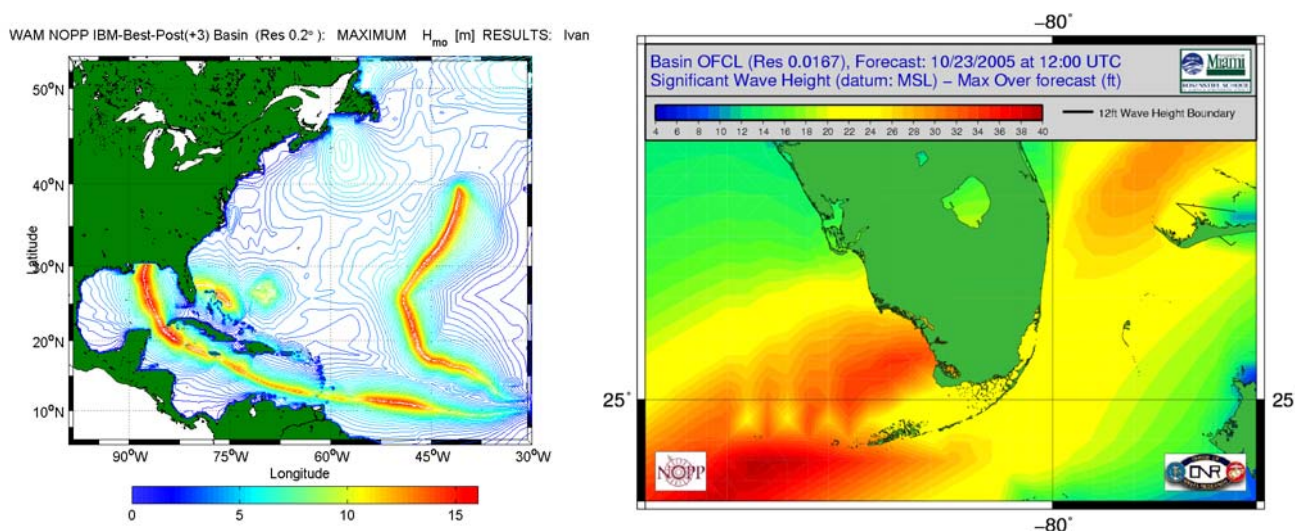 WAM NOPP IBM-Best-Post(+3) Basin (Res 0.2°): MAXIMUM Hmo [m] RESULTS: Ivan
50°N
40°N
30°N
20°N
10°N
Latitude
90°W 75°W 60°W 45°W 30°W
Longitude
0 5 10 15
−80°
Basin OFCL (Res 0.0167), Forecast: 10/23/2005 at 12:00 UTC
Significant Wave Height (datum: MSL) − Max Over forecast (ft)
Miami
4 6 8 10 12 14 16 18 20 22 24 26 28 30 32 34 36 38 40
12ft Wave Height Boundary
25°
25
NOPP
−80°